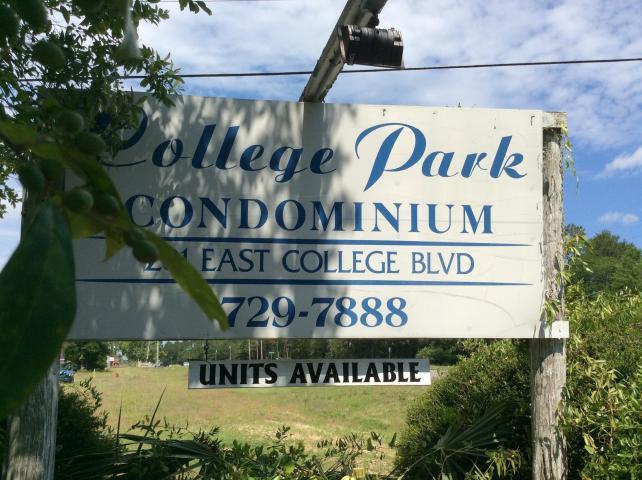 College Park
CONDOMINIUM
EAST COLLEGE BLVD
729-7888
UNITS AVAILABLE